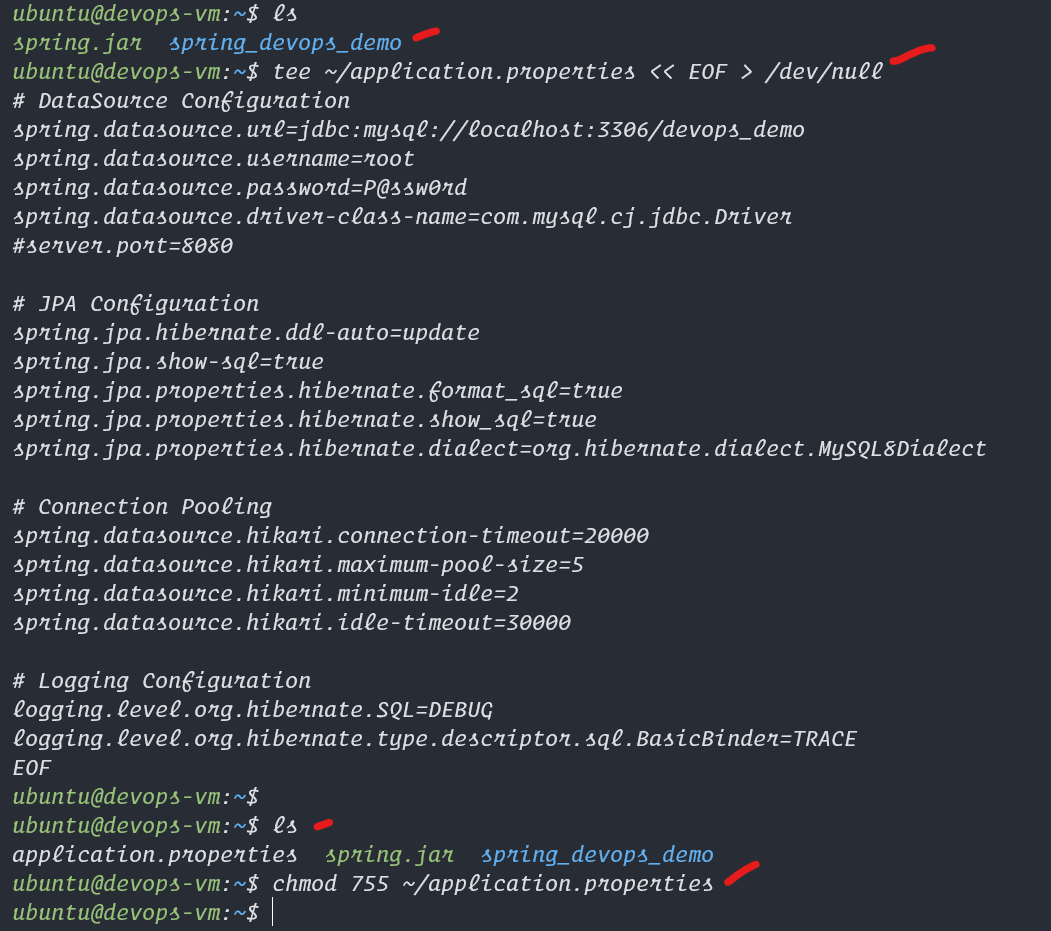 ubuntu@devops-vm:~$ ls
spring.jar  spring_devops_demo
ubuntu@devops-vm:~$ tee ~/application.properties << EOF > /dev/null
# DataSource Configuration
spring.datasource.url=jdbc:mysql://localhost:3306/devops_demo
spring.datasource.username=root
spring.datasource.password=P@ssw0rd
spring.datasource.driver-class-name=com.mysql.cj.jdbc.Driver
#server.port=8080

# JPA Configuration
spring.jpa.hibernate.ddl-auto=update
spring.jpa.show-sql=true
spring.jpa.properties.hibernate.format_sql=true
spring.jpa.properties.hibernate.show_sql=true
spring.jpa.properties.hibernate.dialect=org.hibernate.dialect.MySQL8Dialect

# Connection Pooling
spring.datasource.hikari.connection-timeout=20000
spring.datasource.hikari.maximum-pool-size=5
spring.datasource.hikari.minimum-idle=2
spring.datasource.hikari.idle-timeout=30000

# Logging Configuration
logging.level.org.hibernate.SQL=DEBUG
logging.level.org.hibernate.type.descriptor.sql.BasicBinder=TRACE
EOF
ubuntu@devops-vm:~$
ubuntu@devops-vm:~$ ls
application.properties  spring.jar  spring_devops_demo
ubuntu@devops-vm:~$ chmod 755 ~/application.properties
ubuntu@devops-vm:~$